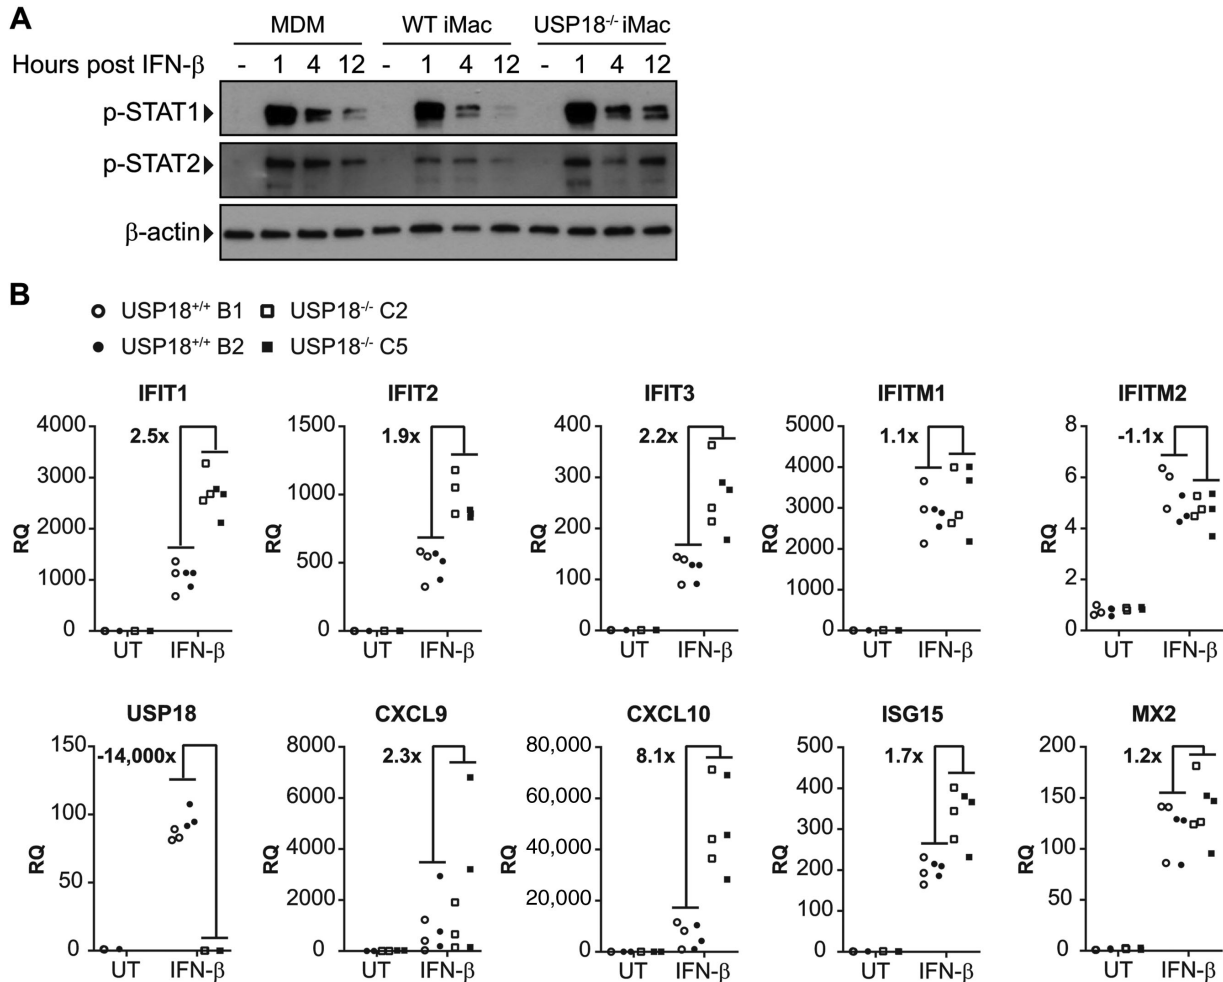 A
MDM WT iMac USP18-/- iMac
Hours post IFN-β - 1 4 12 - 1 4 12 - 1 4 12
p-STAT1
p-STAT2
β-actin
B
USP18+/+ B1 USP18-/- C2
USP18+/+ B2 USP18-/- C5
IFIT1
4000
3000
2000
1000
0
RQ
2.5x
UT IFN-β
IFIT2
1500
1000
500
0
RQ
1.9x
UT IFN-β
IFIT3
400
300
200
100
0
RQ
2.2x
UT IFN-β
IFITM1
5000
4000
3000
2000
1000
0
RQ
1.1x
UT IFN-β
IFITM2
8
6
4
2
0
RQ
-1.1x
UT IFN-β
USP18
150
100
50
0
RQ
-14,000x
UT IFN-β
CXCL9
8000
6000
4000
2000
0
RQ
2.3x
UT IFN-β
CXCL10
80,000
60,000
40,000
20,000
0
RQ
8.1x
UT IFN-β
ISG15
500
400
300
200
100
0
RQ
1.7x
UT IFN-β
MX2
200
150
100
50
0
RQ
1.2x
UT IFN-β